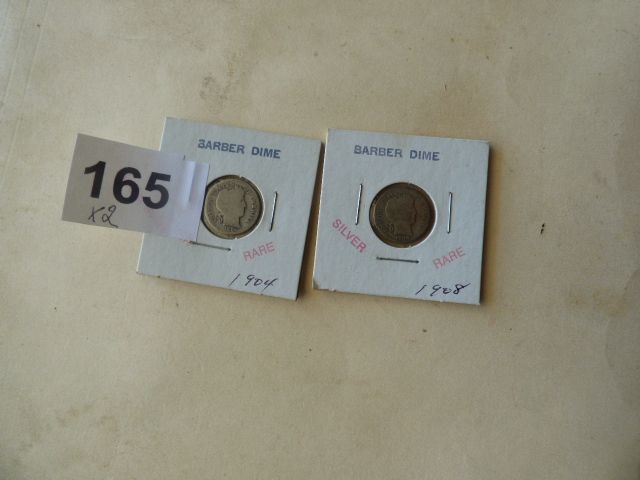 165
x2
BARBER DIME
RARE
1904
BARBER DIME
SILVER
RARE
1908